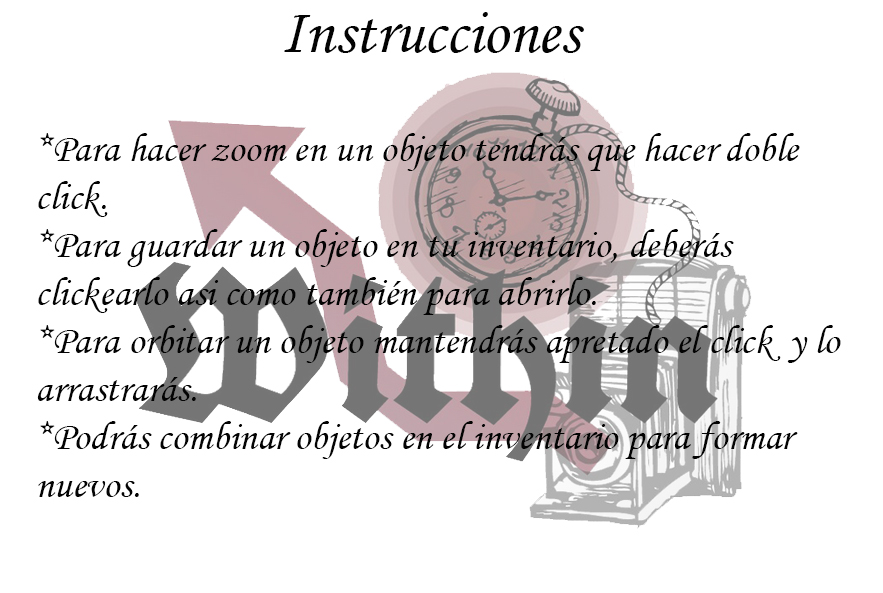 Instrucciones
*Para hacer zoom en un objeto tendrás que hacer doble
click.
*Para guardar un objeto en tu inventario, deberás
clickearlo asi como también para abrirlo.
*Para orbitar un objeto mantendrás apretado el click y lo
arrastrarás.
*Podrás combinar objetos en el inventario para formar
nuevos.
Within